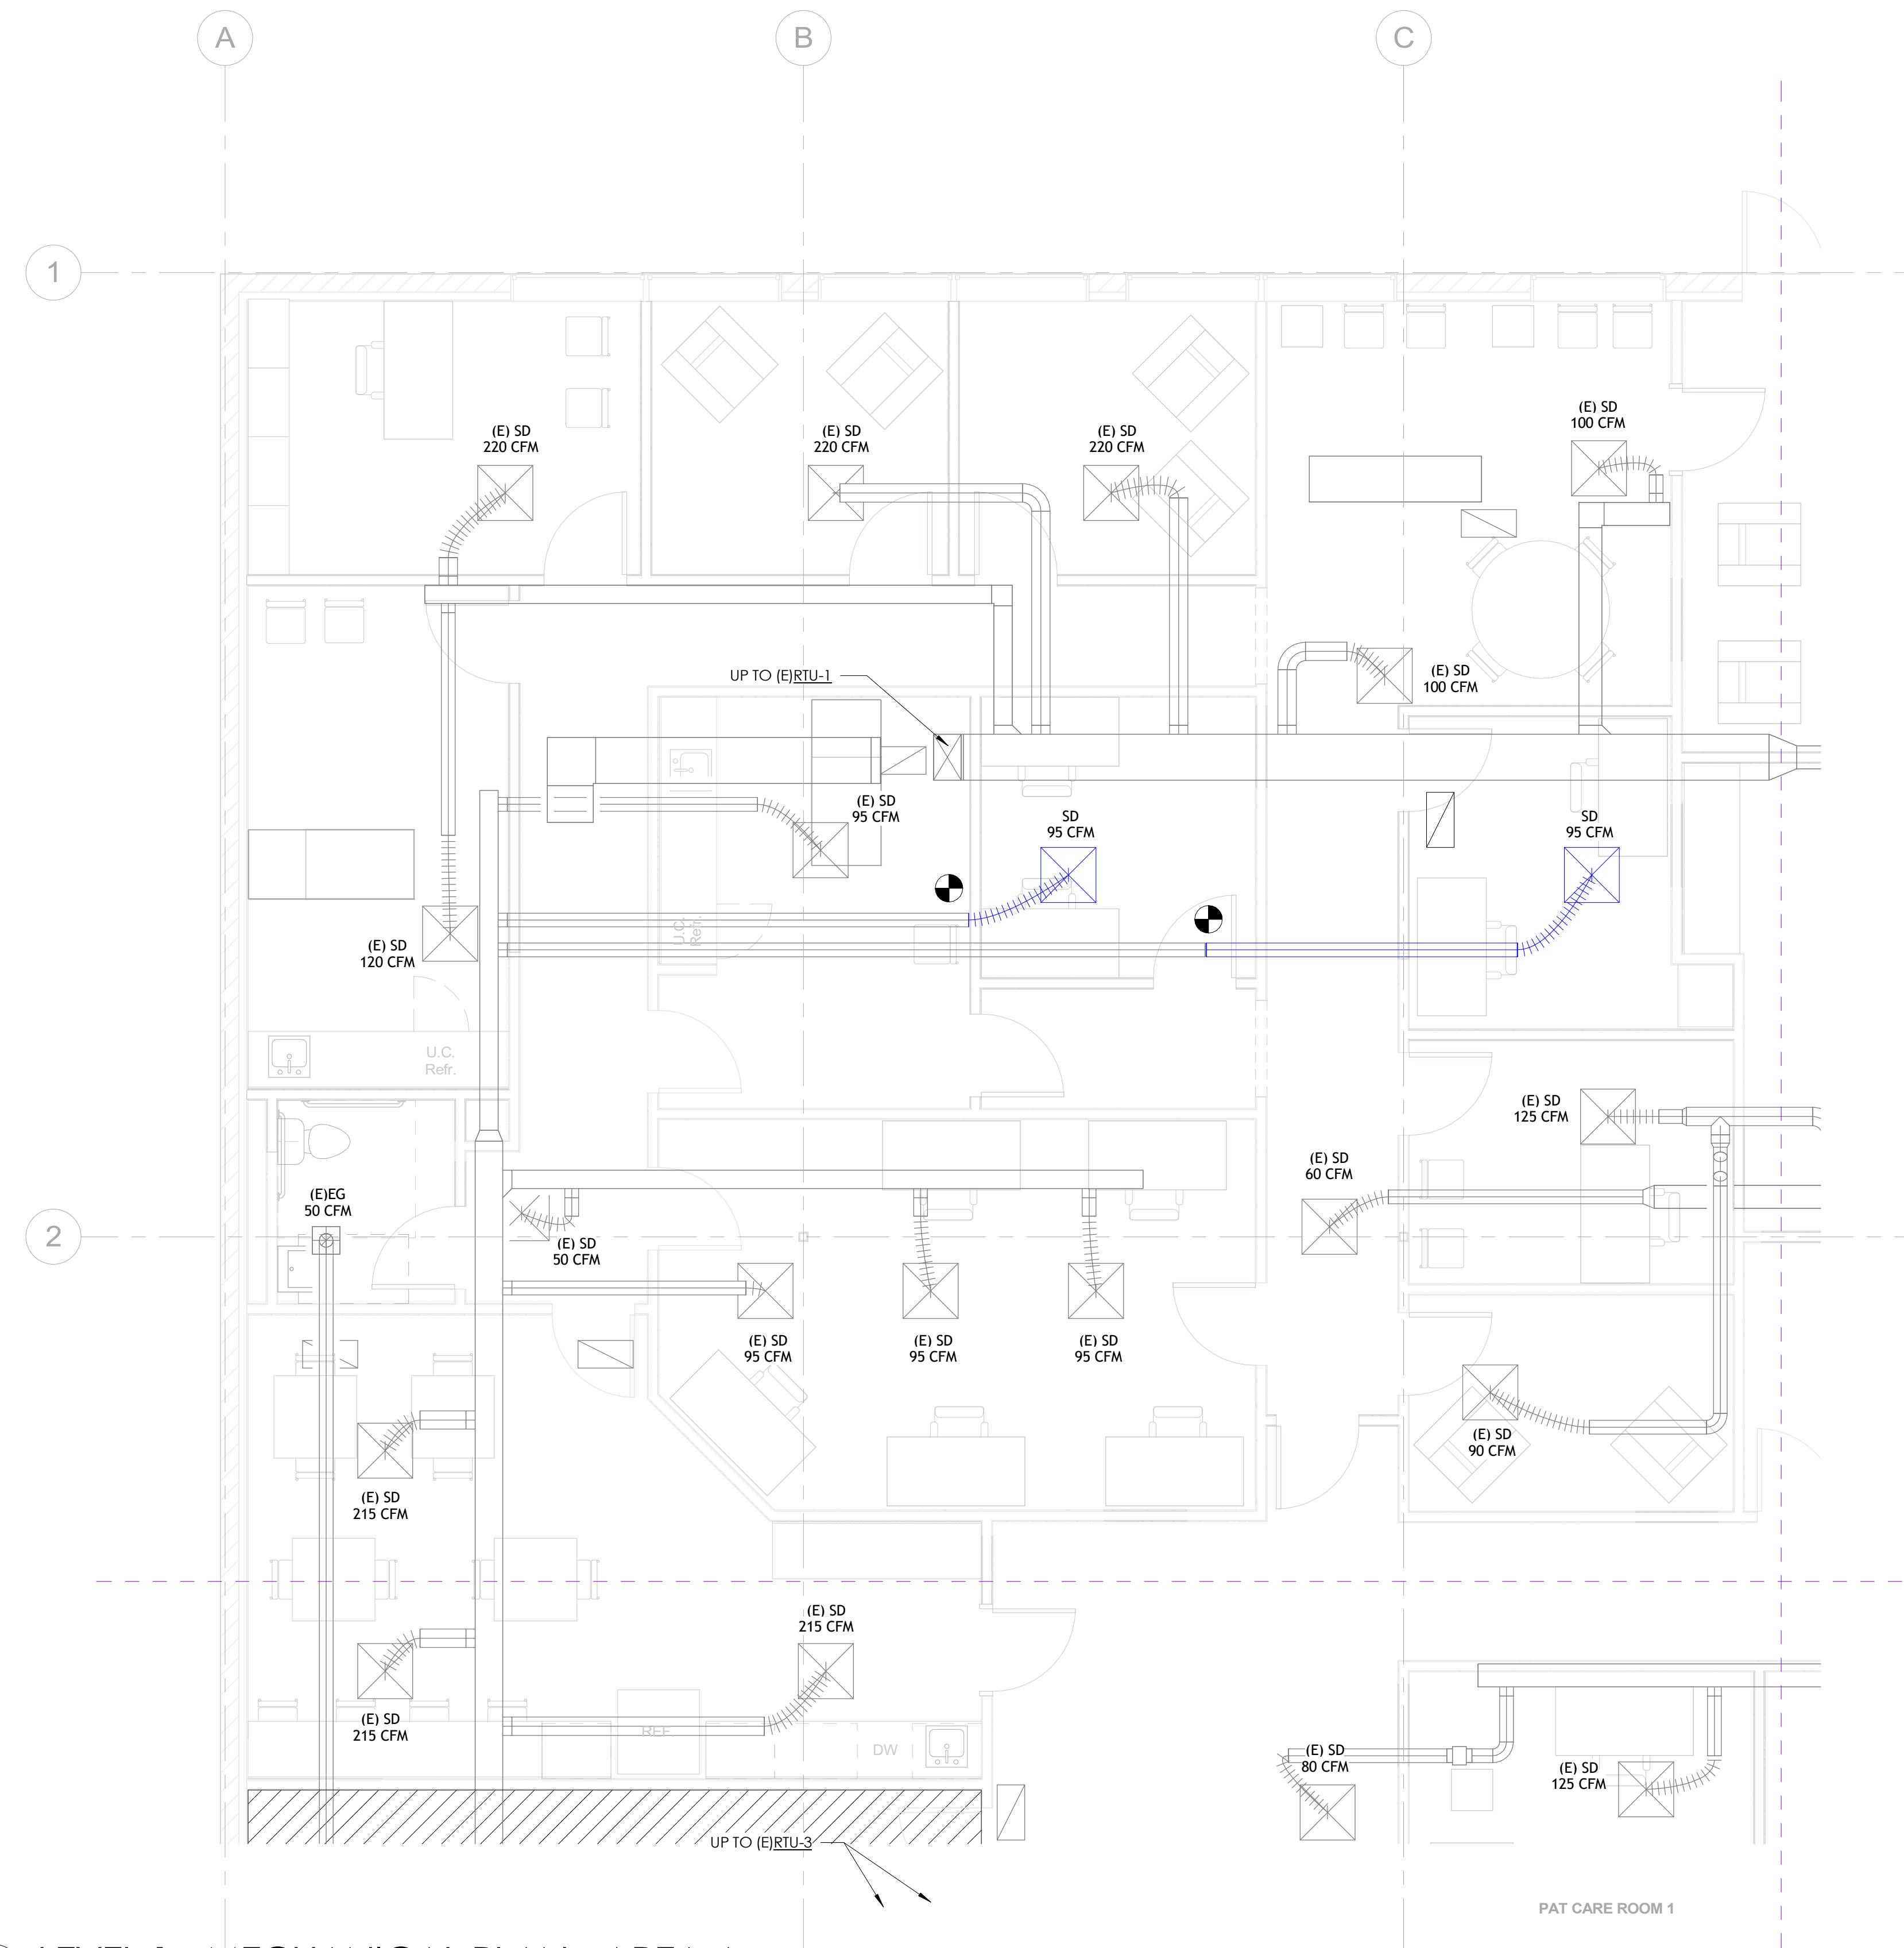 A
B
C
1
(E) SD
100 CFM
(E) SD
220 CFM
(E) SD
220 CFM
(E) SD
220 CFM
UP TO (E)RTU-1
(E) SD
100 CFM
(E) SD
95 CFM
SD
95 CFM
SD
95 CFM
U.C.
Refr.
(E) SD
120 CFM
U.C.
Refr.
(E) SD
125 CFM
(E) SD
60 CFM
(E)EG
50 CFM
2
(E) SD
50 CFM
(E) SD
95 CFM
(E) SD
95 CFM
(E) SD
95 CFM
(E) SD
90 CFM
(E) SD
215 CFM
(E) SD
215 CFM
(E) SD
215 CFM
REF.
DW
(E) SD
80 CFM
(E) SD
125 CFM
UP TO (E)RTU-3
PAT CARE ROOM 1